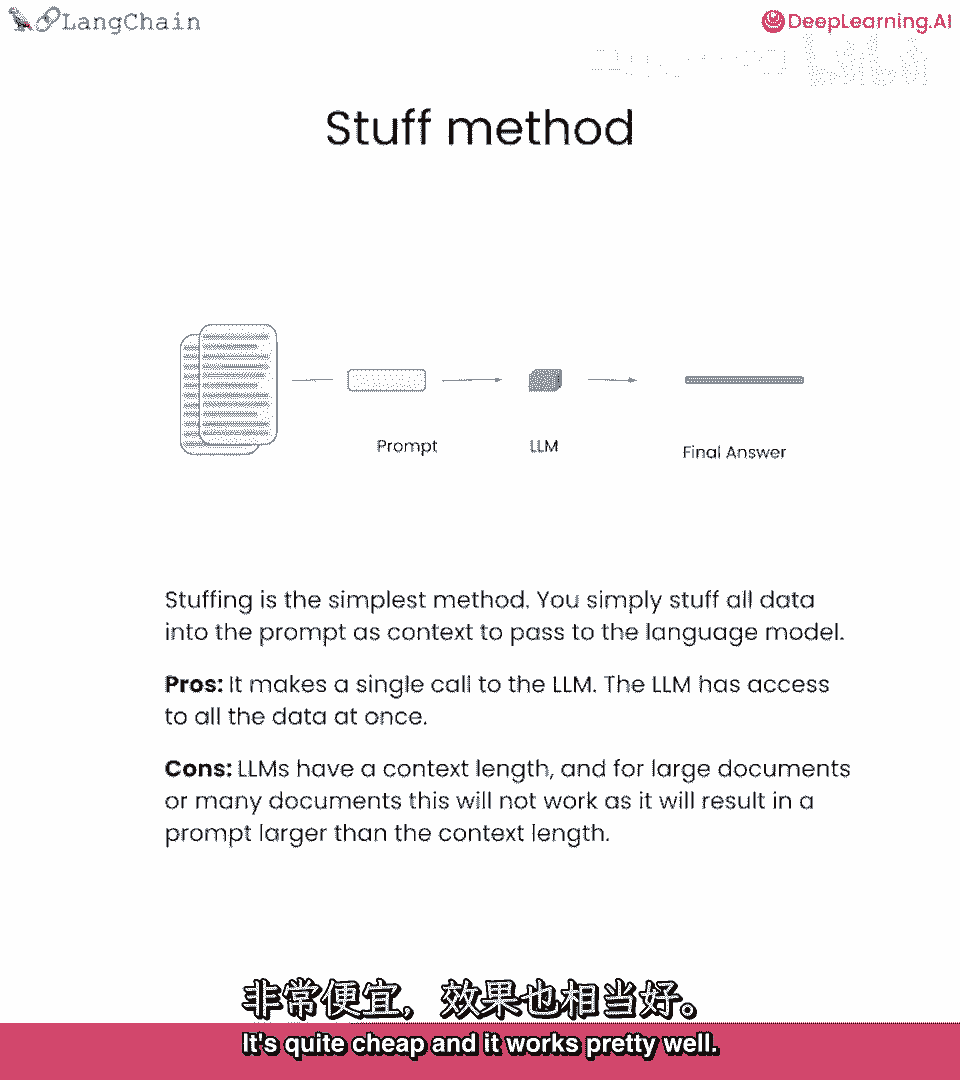 LangChain
DeepLearning.AI
Stuff method
Prompt
LLM
Final Answer
Stuffing is the simplest method. You simply stuff all data
into the prompt as context to pass to the language model.
Pros: It makes a single call to the LLM. The LLM has access
to all the data at once.
Cons: LLMs have a context length, and for large documents
or many documents this will not work as it will result in a
prompt larger than the context length.
非常便宜，效果也相当好。
It's quite cheap and it works pretty well.